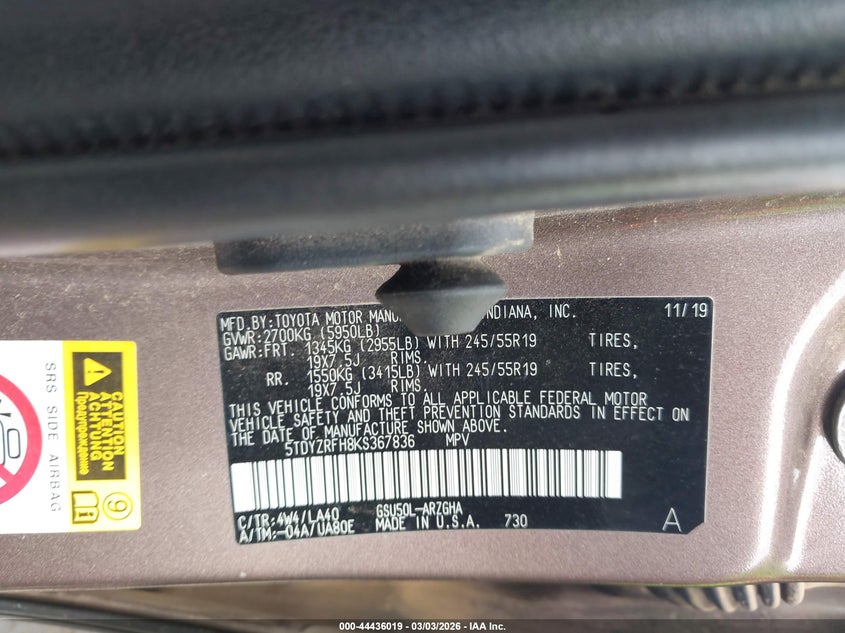 MFD.BY:TOYOTA MOTOR NDIANA, INC. 11/19
GVWR:2700KG (5950LB)
GAWR:FRT. 1345KG (2955LB) WITH 245/55R19 TIRES,
19X7.5J RIMS.
RR. 1550KG (3415LB) WITH 245/55R19 TIRES,
19X7.5J RIMS.
THIS VEHICLE CONFORMS TO ALL APPLICABLE FEDERAL MOTOR
VEHICLE SAFETY AND THEFT PREVENTION STANDARDS IN EFFECT ON
THE DATE OF MANUFACTURE SHOWN ABOVE.
5TDYZRFH8KS367836 MPV
C/TR:4W4/LA40 GSU50L-ARZGHA
A/TM:-04A/UA80E MADE IN U.S.A. 730 A
SRS SIDE AIRBAG
CAUTION
ATTENTION
ACHTUNG
Предупреждение
9
000-44436019 | 03/03/2026 | IAA Inc.